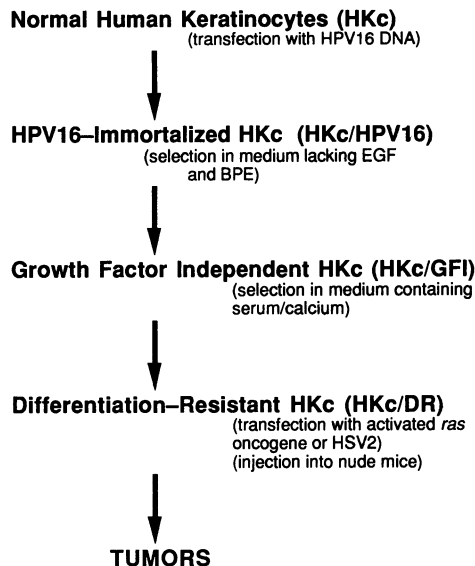 Normal Human Keratinocytes (HKc)
(transfection with HPV16 DNA)
HPV16–Immortalized HKc (HKc/HPV16)
(selection in medium lacking EGF
and BPE)
Growth Factor Independent HKc (HKc/GFI)
(selection in medium containing
serum/calcium)
Differentiation–Resistant HKc (HKc/DR)
(transfection with activated ras
oncogene or HSV2)
(injection into nude mice)
TUMORS